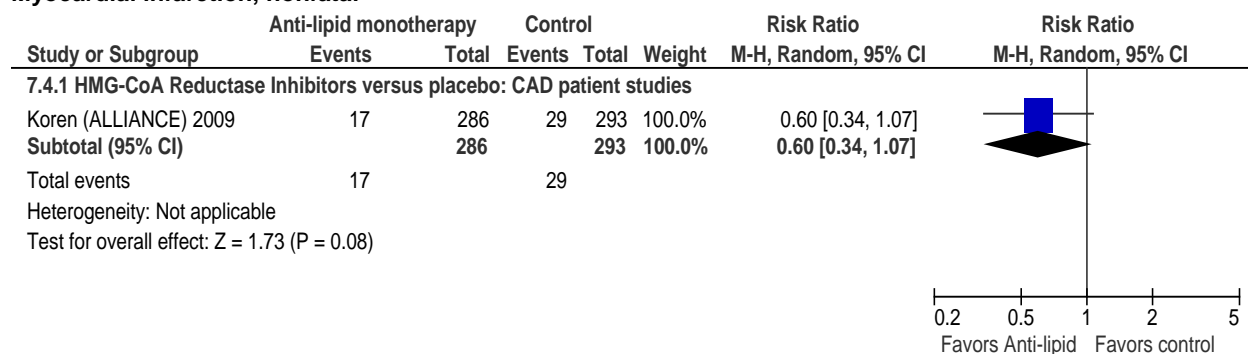 Myocardial infarction, nonfatal
Anti-lipid monotherapy Control Risk Ratio Risk Ratio
Study or Subgroup Events Total Events Total Weight M-H, Random, 95% CI M-H, Random, 95% CI
7.4.1 HMG-CoA Reductase Inhibitors versus placebo: CAD patient studies
Koren (ALLIANCE) 2009 17 286 29 293 100.0% 0.60 [0.34, 1.07]
Subtotal (95% CI) 286 293 100.0% 0.60 [0.34, 1.07]
Total events 17 29
Heterogeneity: Not applicable
Test for overall effect: Z = 1.73 (P = 0.08)
0.2 0.5 1 2 5
Favors Anti-lipid Favors control